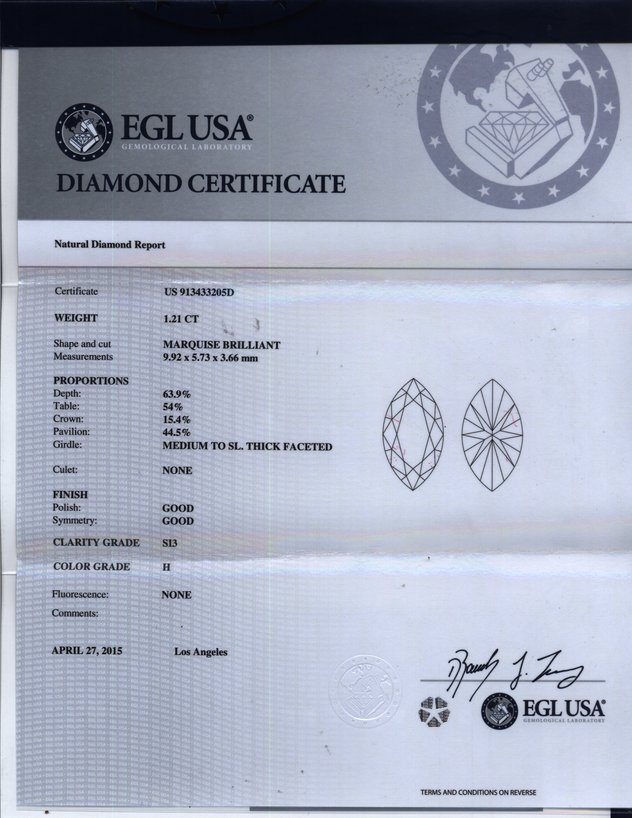 EGL USA®
GEMOLOGICAL LABORATORY
DIAMOND CERTIFICATE
Natural Diamond Report
Certificate US 913433205D
WEIGHT 1.21 CT
Shape and cut MARQUISE BRILLIANT
Measurements 9.92 x 5.73 x 3.66 mm
PROPORTIONS
Depth: 63.9%
Table: 54%
Crown: 15.4%
Pavilion: 44.5%
Girdle: MEDIUM TO SL. THICK FACETED
Culet: NONE
FINISH
Polish: GOOD
Symmetry: GOOD
CLARITY GRADE SI3
COLOR GRADE H
Fluorescence: NONE
Comments:
APRIL 27, 2015 Los Angeles
EGL USA®
GEMOLOGICAL LABORATORY
TERMS AND CONDITIONS ON REVERSE